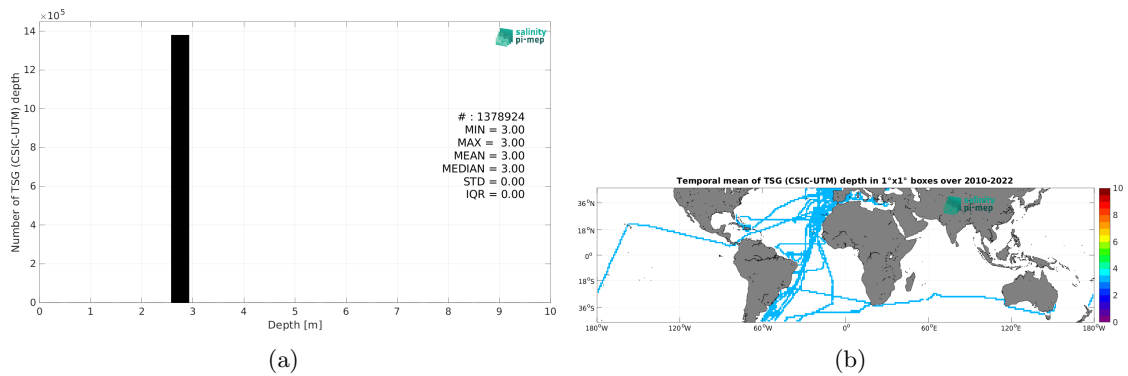 ×10⁵
14
12
10
8
6
4
2
0
Number of TSG (CSIC-UTM) depth
salinity
pi-mep
# : 1378924
MIN = 3.00
MAX = 3.00
MEAN = 3.00
MEDIAN = 3.00
STD = 0.00
IQR = 0.00
0 1 2 3 4 5 6 7 8 9 10
Depth [m]
(a)
Temporal mean of TSG (CSIC-UTM) depth in 1°x1° boxes over 2010-2022
salinity
pi-mep
36°N
18°N
0°
18°S
36°S
180°W 120°W 60°W 0° 60°E 120°E 180°W
10
8
6
4
2
0
(b)